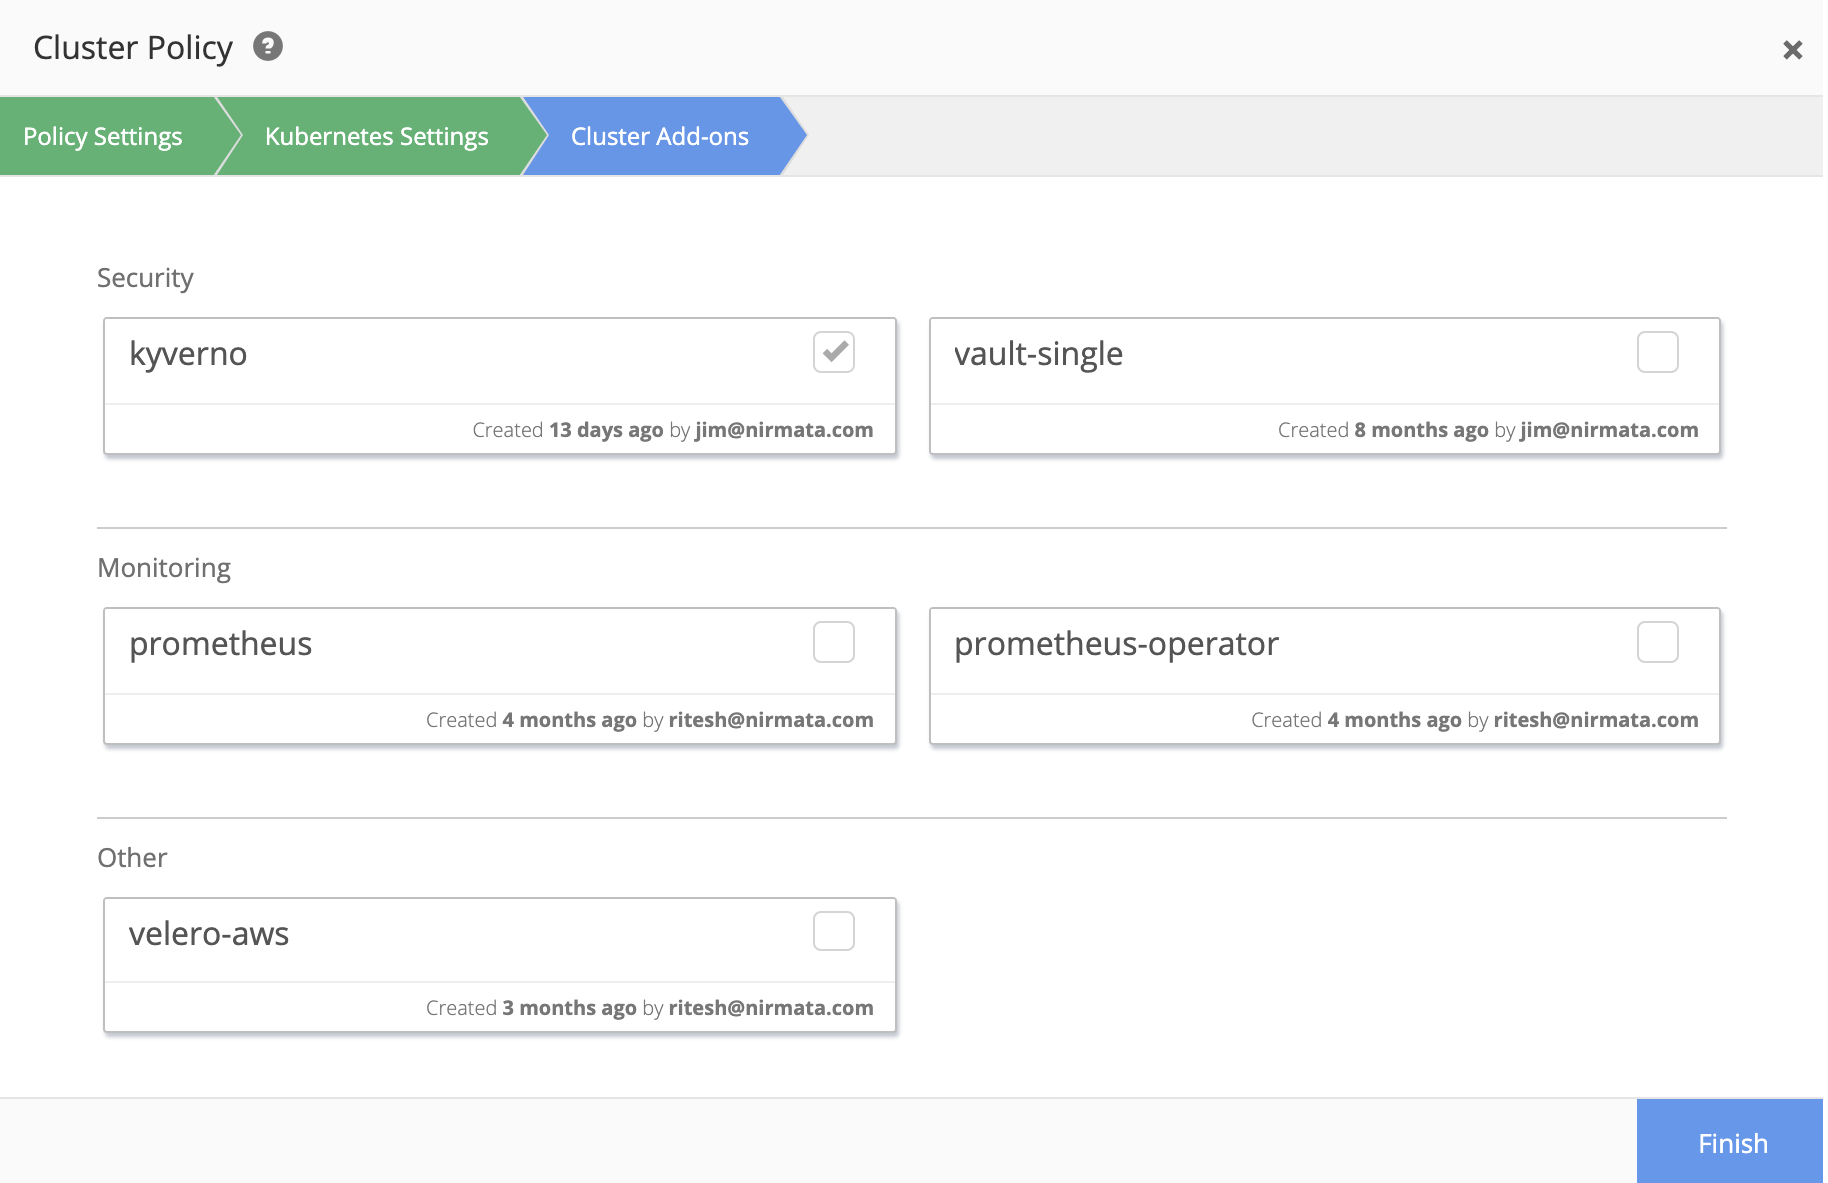 Cluster Policy ?
Policy Settings
Kubernetes Settings
Cluster Add-ons
Security
kyverno
Created 13 days ago by jim@nirmata.com
vault-single
Created 8 months ago by jim@nirmata.com
Monitoring
prometheus
Created 4 months ago by ritesh@nirmata.com
prometheus-operator
Created 4 months ago by ritesh@nirmata.com
Other
velero-aws
Created 3 months ago by ritesh@nirmata.com
Finish